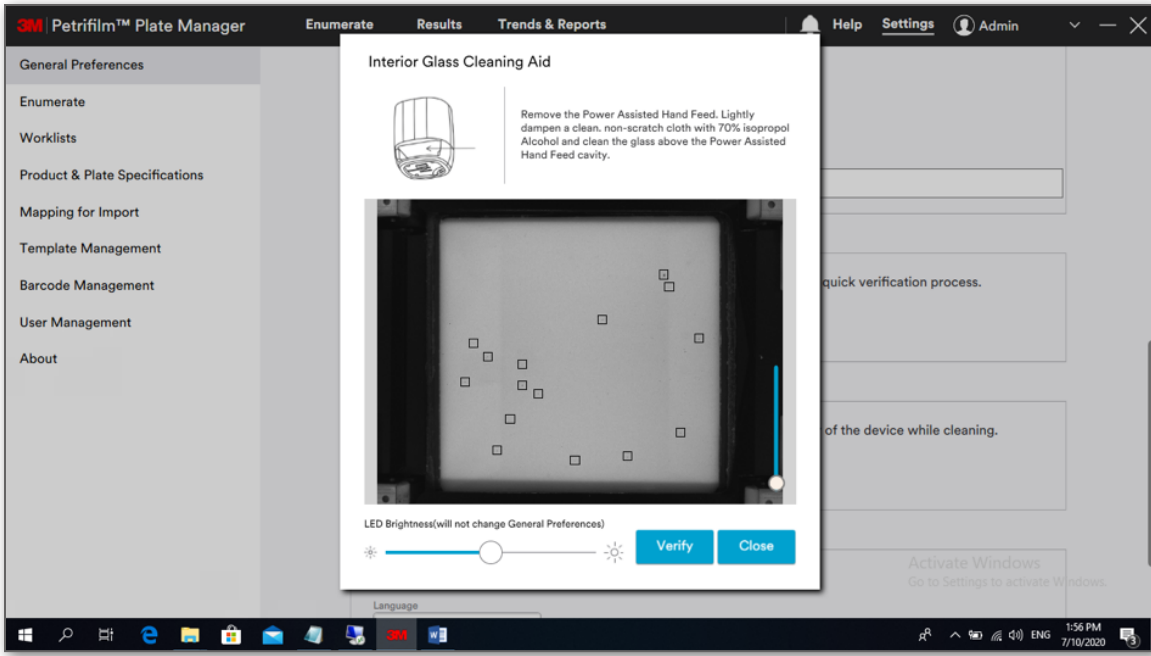 3M Petrifilm™ Plate Manager Enumerate Results Trends & Reports Help Settings Admin
General Preferences
Enumerate
Worklists
Product & Plate Specifications
Mapping for Import
Template Management
Barcode Management
User Management
About
Interior Glass Cleaning Aid
Remove the Power Assisted Hand Feed. Lightly
dampen a clean. non-scratch cloth with 70% isopropol
Alcohol and clean the glass above the Power Assisted
Hand Feed cavity.
quick verification process.
of the device while cleaning.
LED Brightness(will not change General Preferences)
Verify Close
Activate Windows
Go to Settings to activate Windows.
Language
3M W ENG 1:56 PM
7/10/2020 3